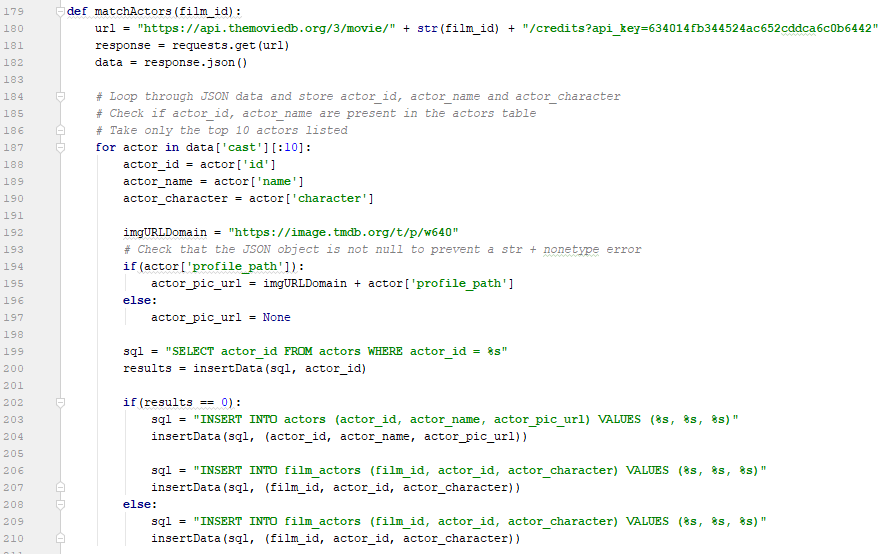 179 def matchActors(film_id):
180 url = "https://api.themoviedb.org/3/movie/" + str(film_id) + "/credits?api_key=634014fb344524ac652cddca6c0b6442"
181 response = requests.get(url)
182 data = response.json()
183
184 # Loop through JSON data and store actor_id, actor_name and actor_character
185 # Check if actor_id, actor_name are present in the actors table
186 # Take only the top 10 actors listed
187 for actor in data['cast'][:10]:
188 actor_id = actor['id']
189 actor_name = actor['name']
190 actor_character = actor['character']
191
192 imgURLDomain = "https://image.tmdb.org/t/p/w640"
193 # Check that the JSON object is not null to prevent a str + nonetype error
194 if(actor['profile_path']):
195 actor_pic_url = imgURLDomain + actor['profile_path']
196 else:
197 actor_pic_url = None
198
199 sql = "SELECT actor_id FROM actors WHERE actor_id = %s"
200 results = insertData(sql, actor_id)
201
202 if(results == 0):
203 sql = "INSERT INTO actors (actor_id, actor_name, actor_pic_url) VALUES (%s, %s, %s)"
204 insertData(sql, (actor_id, actor_name, actor_pic_url))
205
206 sql = "INSERT INTO film_actors (film_id, actor_id, actor_character) VALUES (%s, %s, %s)"
207 insertData(sql, (film_id, actor_id, actor_character))
208 else:
209 sql = "INSERT INTO film_actors (film_id, actor_id, actor_character) VALUES (%s, %s, %s)"
210 insertData(sql, (film_id, actor_id, actor_character))